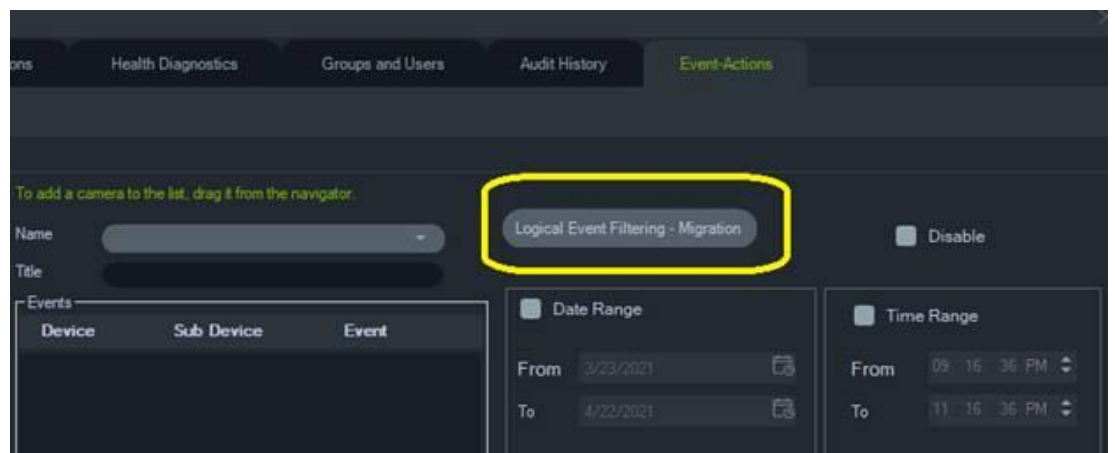 ons Health Diagnostics Groups and Users Audit History Event-Actions
To add a camera to the list, drag it from the navigator.
Name
Logical Event Filtering - Migration
Disable
Title
Events
Device Sub Device Event
Date Range
From 3/23/2021
To 4/22/2021
Time Range
From 09 16 36 PM
To 11 16 36 PM